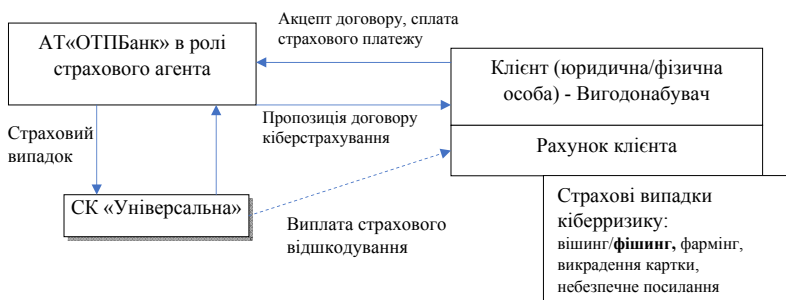 Акцепт договору, сплата
страхового платежу
АТ«ОТПБанк» в ролі
страхового агента
Клієнт (юридична/фізична
особа) - Вигодонабувач
Пропозиція договору
кіберстрахування
Страховий
випадок
Рахунок клієнта
СК «Універсальна»
Виплата страхового
відшкодування
Страхові випадки
кіберризику:
вішинг/фішинг, фармінг,
викрадення картки,
небезпечне посилання